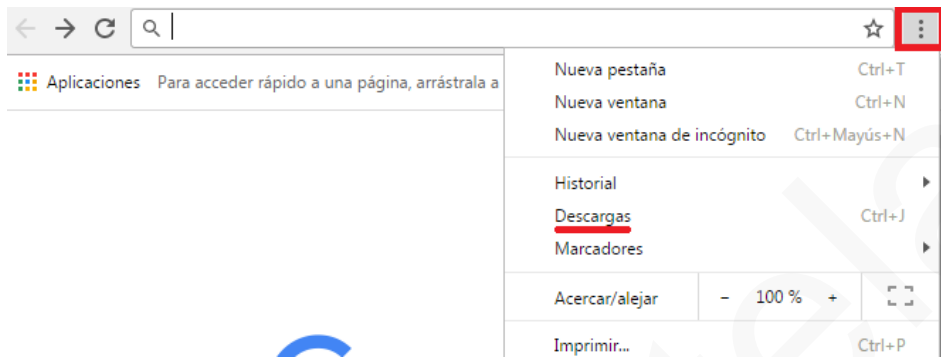 Aplicaciones Para acceder rápido a una página, arrástrala a
Nueva pestaña Ctrl+T
Nueva ventana Ctrl+N
Nueva ventana de incógnito Ctrl+Mayús+N
Historial
Descargas Ctrl+J
Marcadores
Acercar/alejar - 100 % +
Imprimir... Ctrl+P